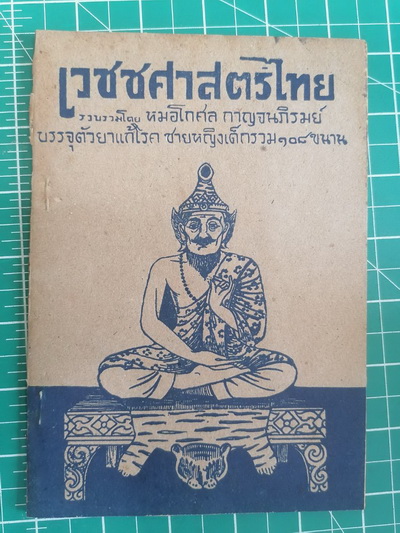 เวชชศาสตร์ไทย
รวบรวมโดย หมอโกศล กาญจนภิรมย์
บรรจุตัวยาแก้โรค ชายหญิงเด็กรวม๑๐๘ขนาน